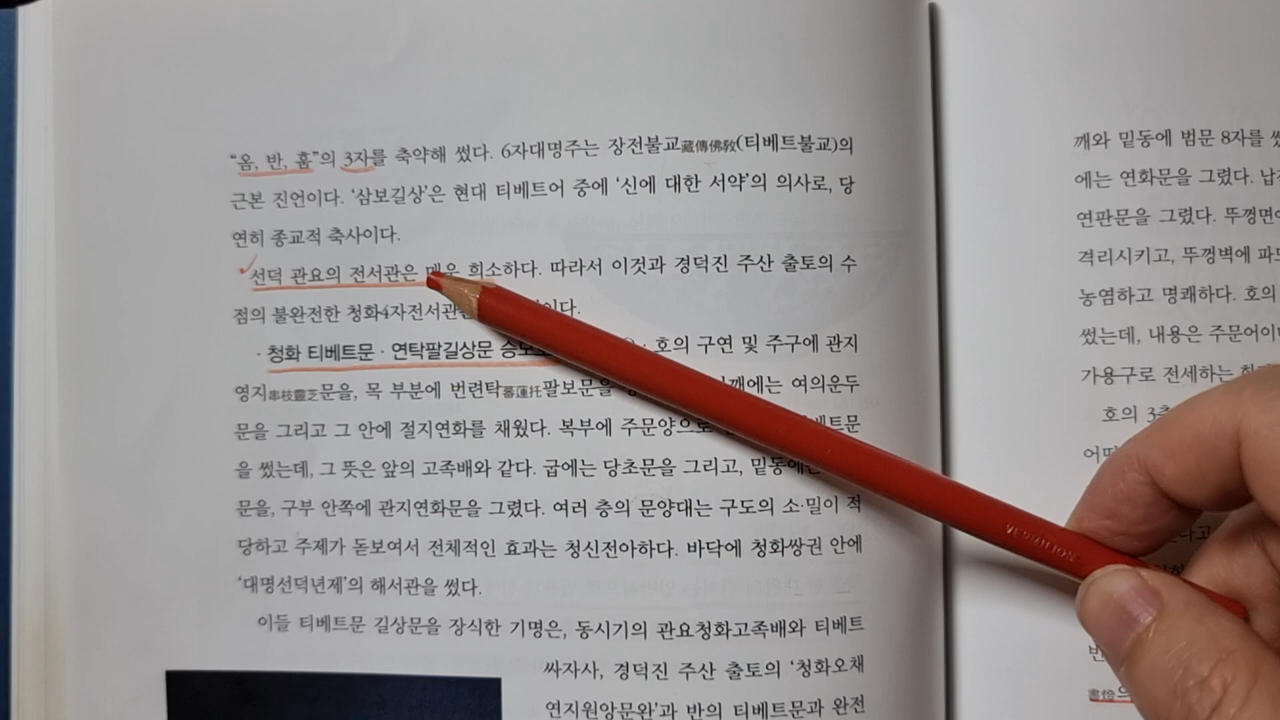 “옴, 반, 훔”의 3자를 축약해 썼다. 6자대명주는 장전불교藏傳佛敎(티베트불교)의
근본 진언이다. ‘삼보길상’은 현대 티베트어 중에 ‘신에 대한 서약’의 의사로, 당
연히 종교적 축사이다.
선덕 관요의 전서관은 매우 희소하다. 따라서 이것과 경덕진 주산 출토의 수
점의 불완전한 청화4자전서관 이다.
· 청화 티베트문 · 연탁팔길상문 : 호의 구연 및 주구에 관지
영지串枝靈芝문을, 목 부분에 번련탁蕃蓮托팔보문을 어깨에는 여의운두
문을 그리고 그 안에 절지연화를 채웠다. 복부에 주문양으로 티베트문
을 썼는데, 그 뜻은 앞의 고족배와 같다. 굽에는 당초문을 그리고, 밑동에는
문을, 구부 안쪽에 관지연화문을 그렸다. 여러 층의 문양대는 구도의 소·밀이 적
당하고 주제가 돋보여서 전체적인 효과는 청신전아하다. 바닥에 청화쌍권 안에
‘대명선덕년제’의 해서관을 썼다.
이들 티베트문 길상문을 장식한 기명은, 동시기의 관요청화고족배와 티베트
싸자사, 경덕진 주산 출토의 ‘청화오채
연지원앙문완’과 반의 티베트문과 완전
깨와 밑동에 범문 8자를
에는 연화문을 그렸다.
연판문을 그렸다. 뚜껑면에
격리시키고, 뚜껑벽에
농염하고 명쾌하다. 호의
썼는데, 내용은 주문어이
가용구로 전세하는
호의
VERMILION